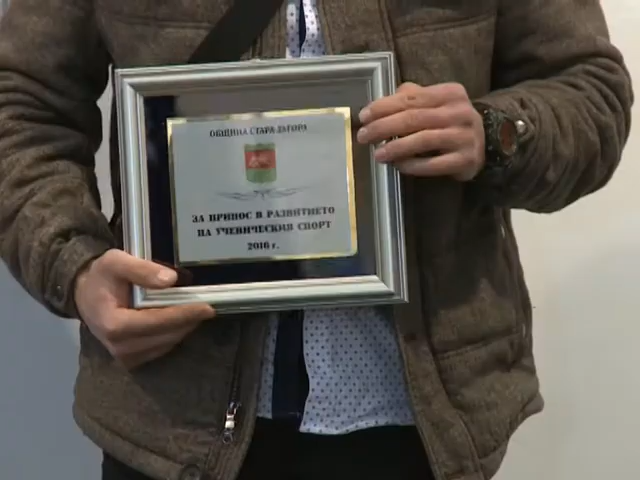 ОБЩИНА СТАРА ЗАГОРА
ЗА ПРИНОС В РАЗВИТИЕТО
НА УЧЕНИЧЕСКИЯ СПОРТ
2016 г.